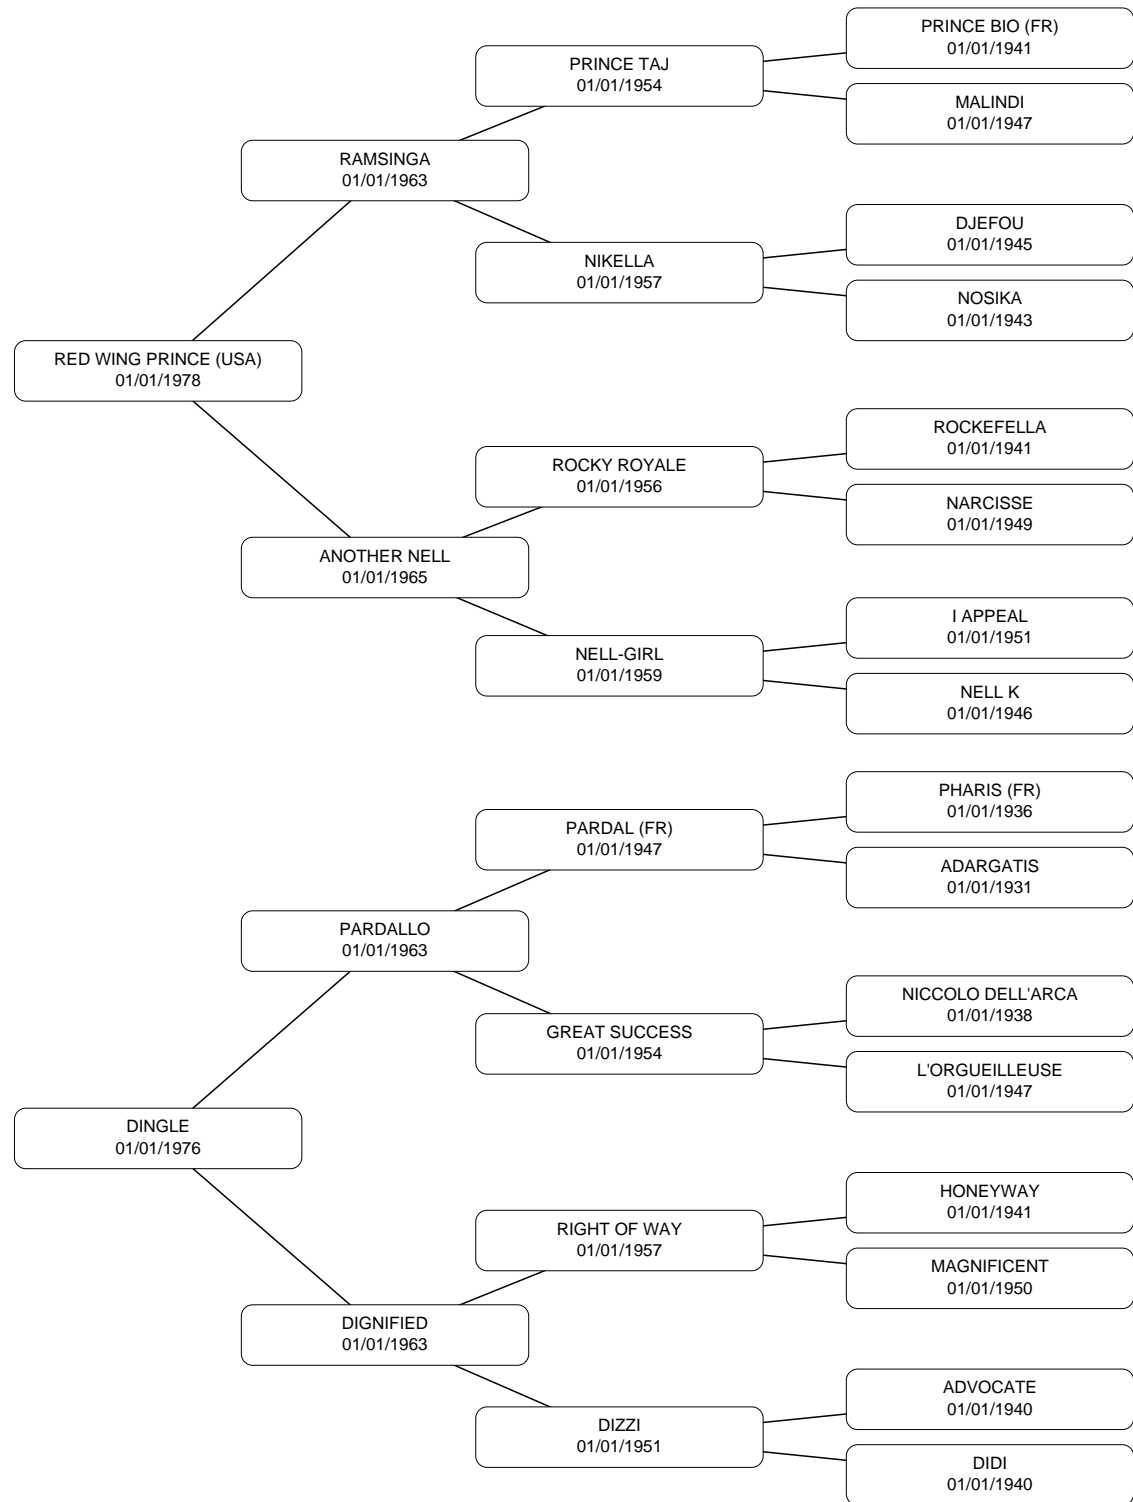 PRINCE BIO (FR)
01/01/1941
PRINCE TAJ
01/01/1954
MALINDI
01/01/1947
RAMSINGA
01/01/1963
DJEFOU
01/01/1945
NIKELLA
01/01/1957
NOSIKA
01/01/1943
RED WING PRINCE (USA)
01/01/1978
ROCKEFELLA
01/01/1941
ROCKY ROYALE
01/01/1956
NARCISSE
01/01/1949
ANOTHER NELL
01/01/1965
I APPEAL
01/01/1951
NELL-GIRL
01/01/1959
NELL K
01/01/1946
PHARIS (FR)
01/01/1936
PARDAL (FR)
01/01/1947
ADARGATIS
01/01/1931
PARDALLO
01/01/1963
NICCOLO DELL'ARCA
01/01/1938
GREAT SUCCESS
01/01/1954
L'ORGUEILLEUSE
01/01/1947
DINGLE
01/01/1976
HONEYWAY
01/01/1941
RIGHT OF WAY
01/01/1957
MAGNIFICENT
01/01/1950
DIGNIFIED
01/01/1963
ADVOCATE
01/01/1940
DIZZI
01/01/1951
DIDI
01/01/1940